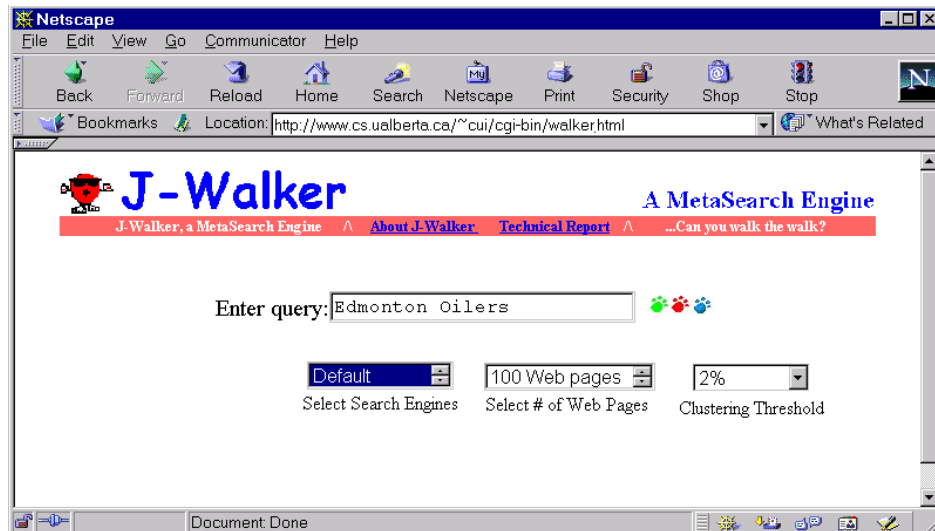 Netscape
File Edit View Go Communicator Help
Back Forward Reload Home Search Netscape Print Security Shop Stop
Bookmarks Location: http://www.cs.ualberta.ca/~cui/cgi-bin/walker.html What's Related
J-Walker
A MetaSearch Engine
J-Walker, a MetaSearch Engine /\ About J-Walker Technical Report /\ ...Can you walk the walk?
Enter query: Edmonton Oilers
Default 100 Web pages 2%
Select Search Engines Select # of Web Pages Clustering Threshold
Document: Done